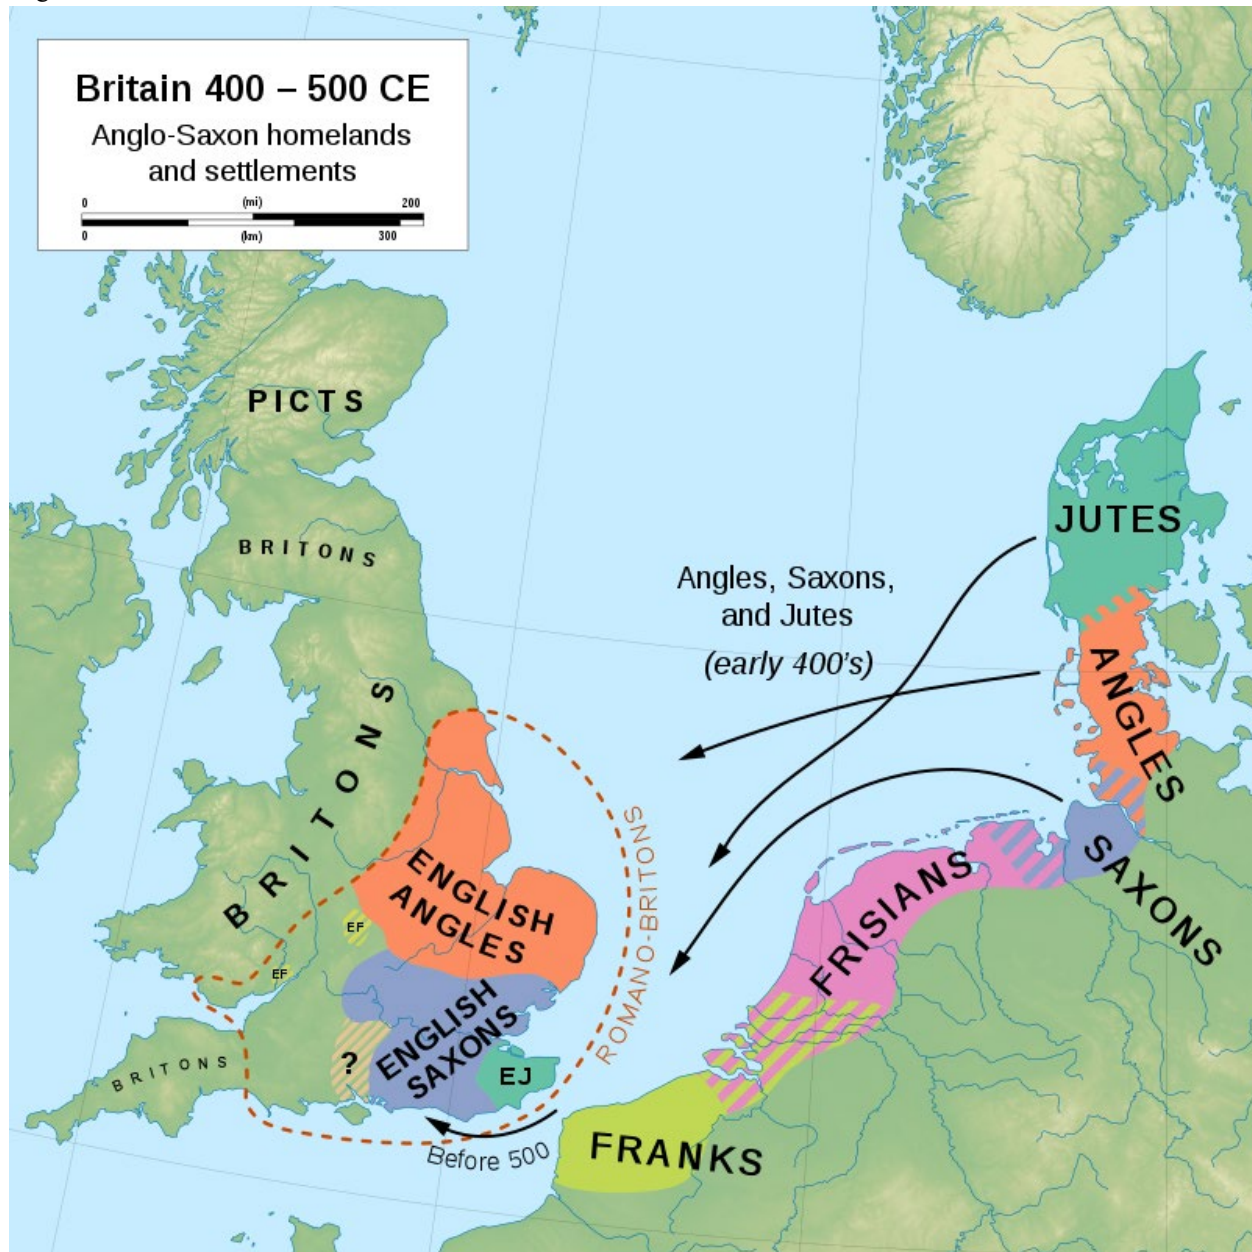 Britain 400 – 500 CE
Anglo-Saxon homelands
and settlements
0 (mi) 200
0 (km) 300
PICTS
BRITONS
JUTES
Angles, Saxons,
and Jutes
(early 400's)
ANGLES
BRITONS
SAXONS
ROMANO-BRITONS
ENGLISH
ANGLES
FRISIANS
EF
EF
ENGLISH
SAXONS
?
EJ
BRITONS
Before 500
FRANKS